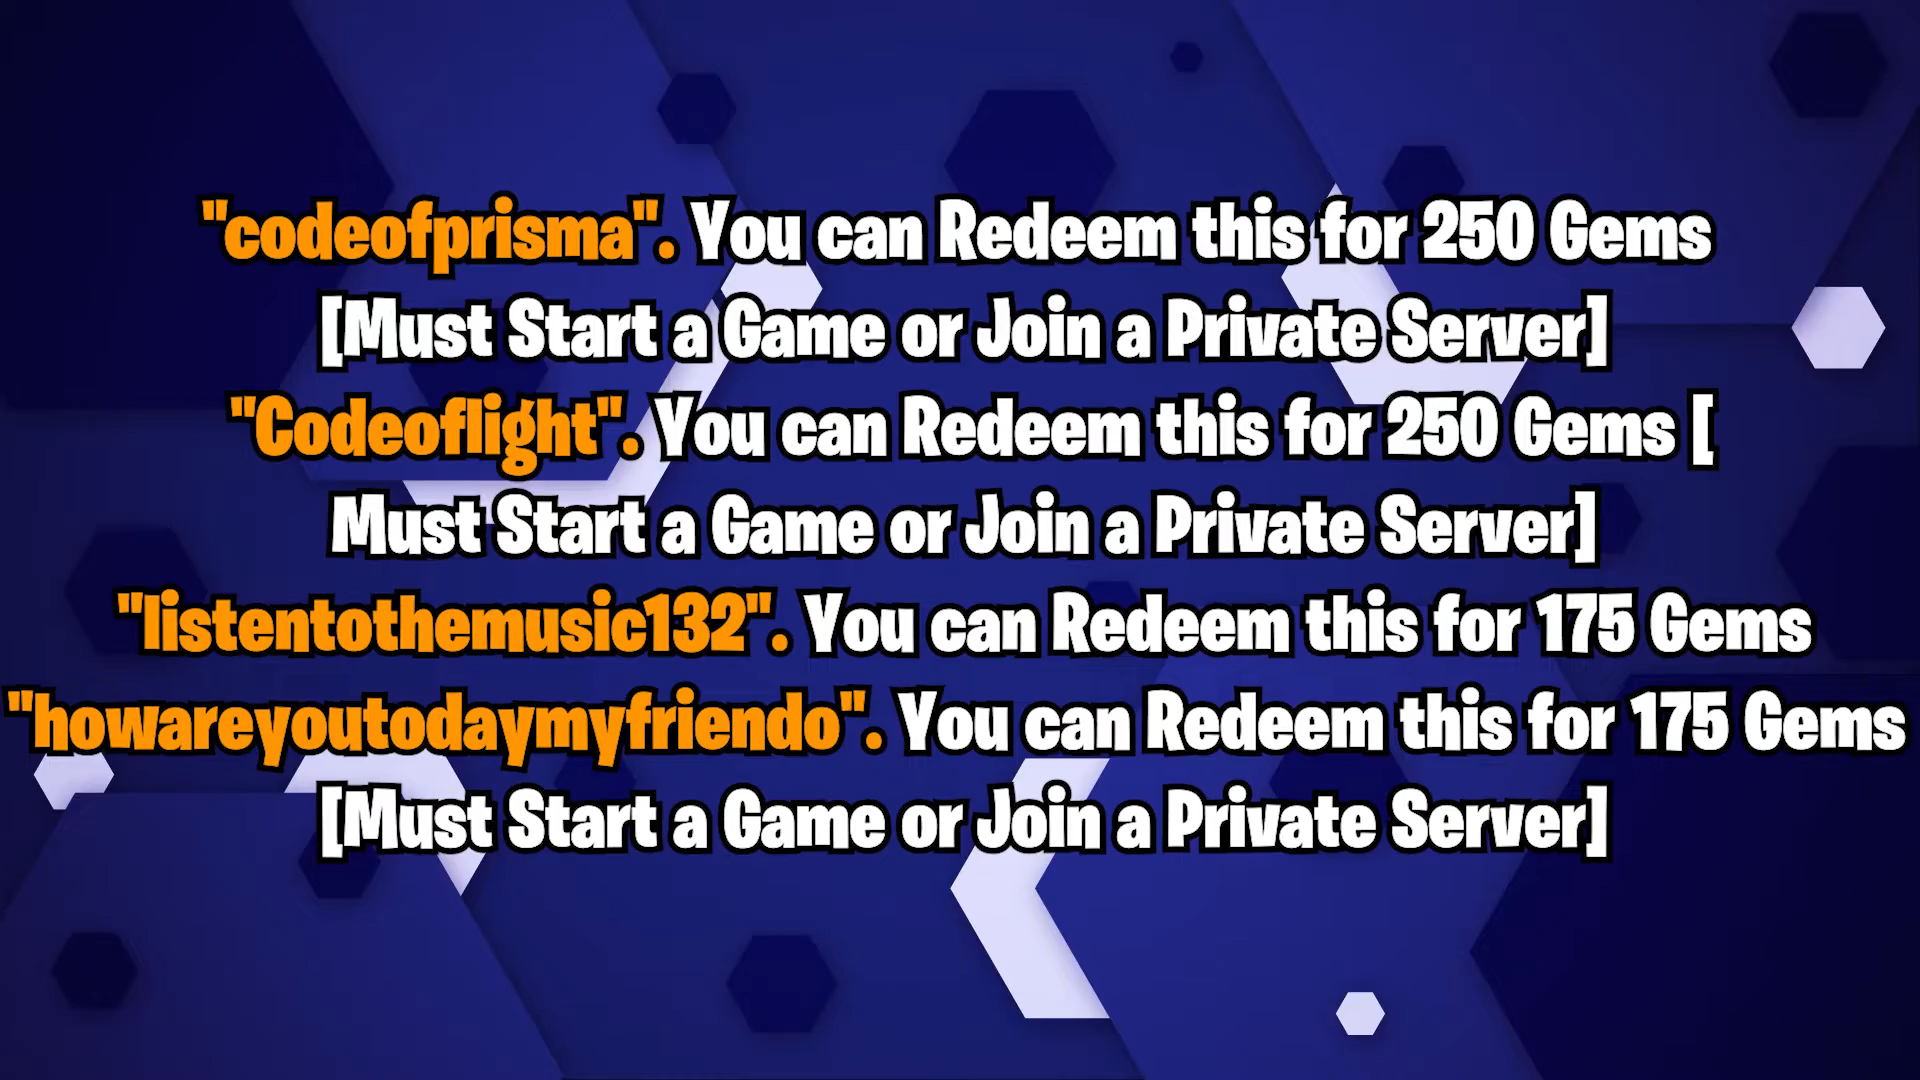 "codeofprisma". You can Redeem this for 250 Gems
[Must Start a Game or Join a Private Server]
"Codeoflight". You can Redeem this for 250 Gems [
Must Start a Game or Join a Private Server]
"listentothemusic132". You can Redeem this for 175 Gems
"howareyoutodaymyfriendo". You can Redeem this for 175 Gems
[Must Start a Game or Join a Private Server]